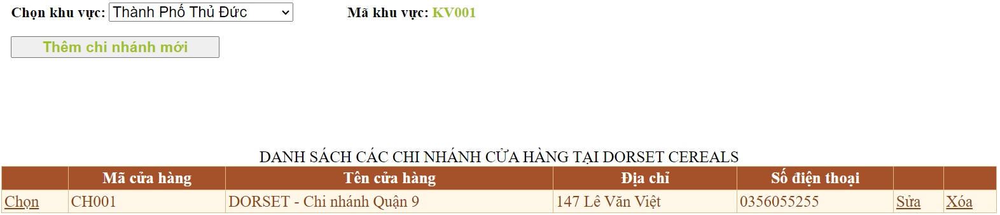 Chọn khu vực: Thành Phố Thủ Đức Mã khu vực: KV001
Thêm chi nhánh mới
DANH SÁCH CÁC CHI NHÁNH CỬA HÀNG TẠI DORSET CEREALS
Mã cửa hàng Tên cửa hàng Địa chỉ Số điện thoại
Chọn CH001 DORSET - Chi nhánh Quận 9 147 Lê Văn Việt 0356055255 Sửa Xóa